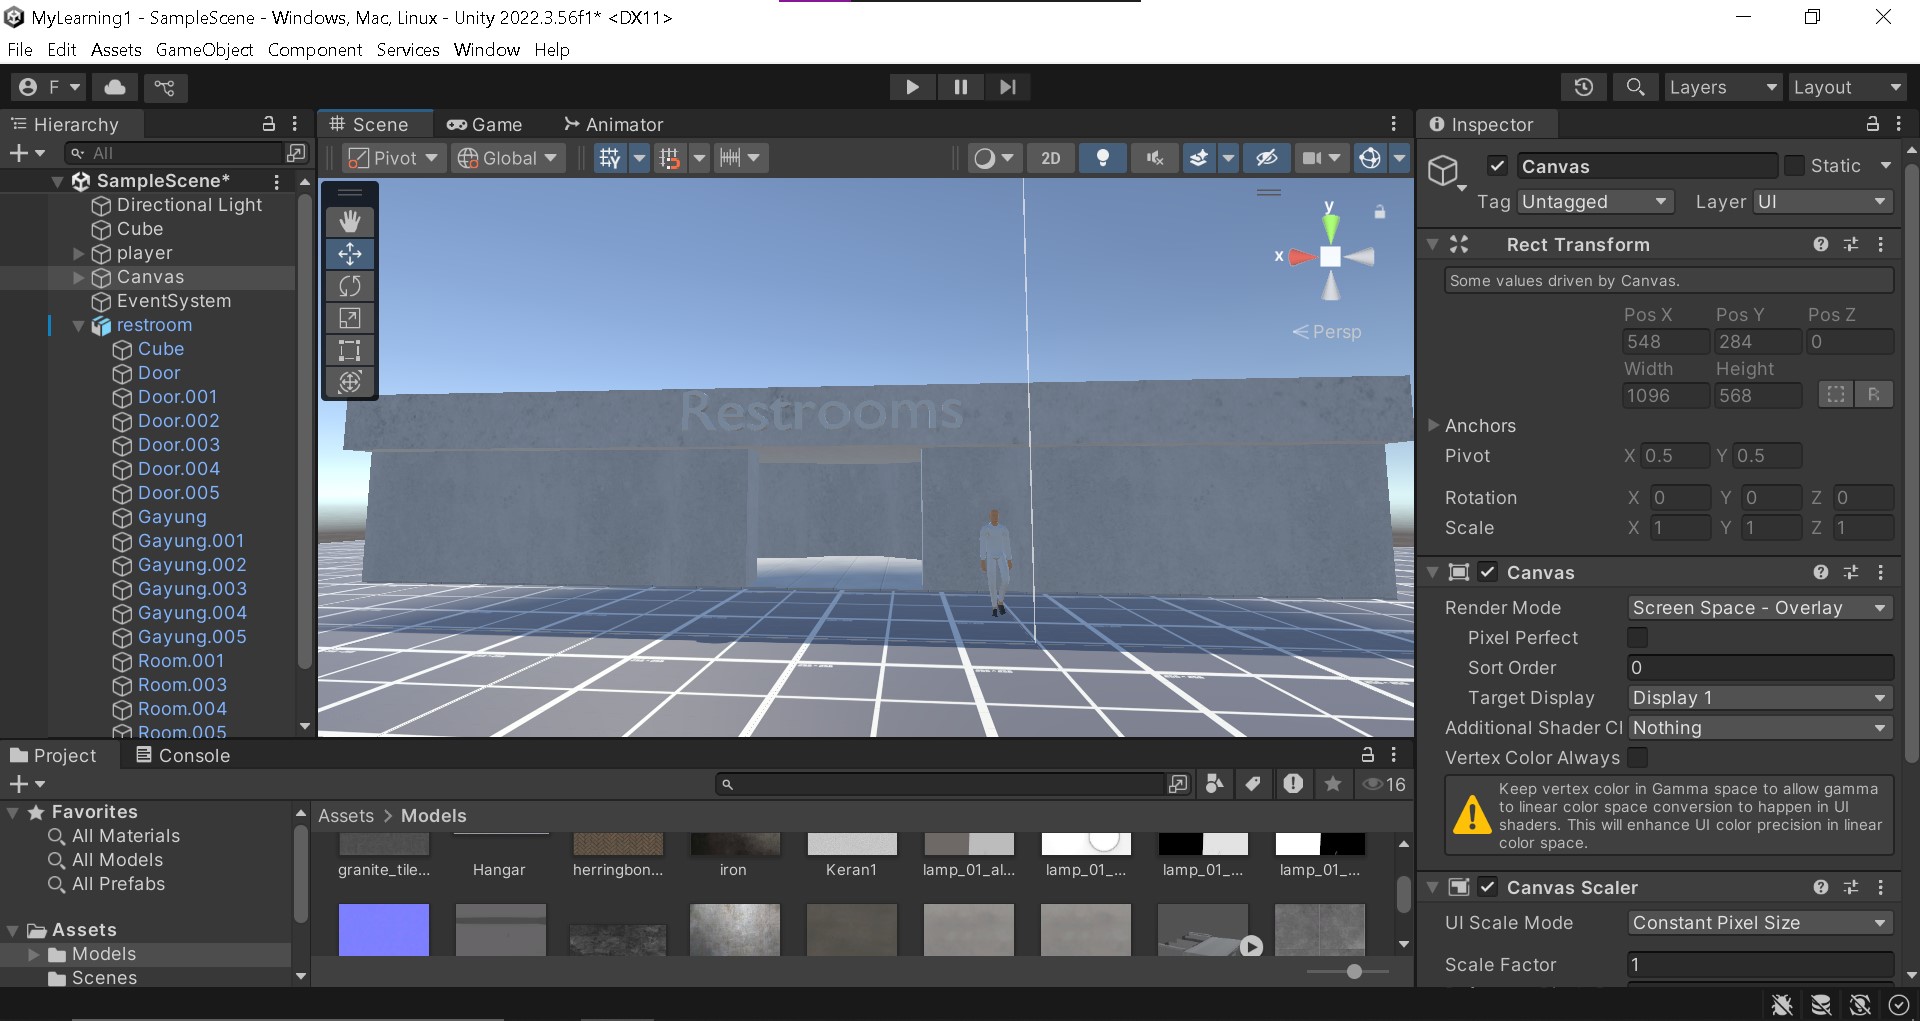 MyLearning1 - SampleScene - Windows, Mac, Linux - Unity 2022.3.56f1* <DX11>
File Edit Assets GameObject Component Services Window Help
F
Layers
Layout
Hierarchy
All
SampleScene*
Directional Light
Cube
player
Canvas
EventSystem
restroom
Cube
Door
Door.001
Door.002
Door.003
Door.004
Door.005
Gayung
Gayung.001
Gayung.002
Gayung.003
Gayung.004
Gayung.005
Room.001
Room.003
Room.004
Room.005
Scene Game Animator
Pivot Global 2D
y
x
Persp
Restrooms
Inspector
Canvas Static
Tag Untagged Layer UI
Rect Transform
Some values driven by Canvas.
Pos X Pos Y Pos Z
548 284 0
Width Height
1096 568 R
Anchors
Pivot X 0.5 Y 0.5
Rotation X 0 Y 0 Z 0
Scale X 1 Y 1 Z 1
Canvas
Render Mode Screen Space - Overlay
Pixel Perfect
Sort Order 0
Target Display Display 1
Additional Shader Cl Nothing
Vertex Color Always
Keep vertex color in Gamma space to allow gamma
to linear color space conversion to happen in UI
shaders. This will enhance UI color precision in linear
color space.
Canvas Scaler
UI Scale Mode Constant Pixel Size
Scale Factor 1
Project Console
16
Favorites
All Materials
All Models
All Prefabs
Assets
Models
Scenes
Assets > Models
granite_tile... Hangar herringbon... iron Keran1 lamp_01_al... lamp_01_... lamp_01_... lamp_01_...